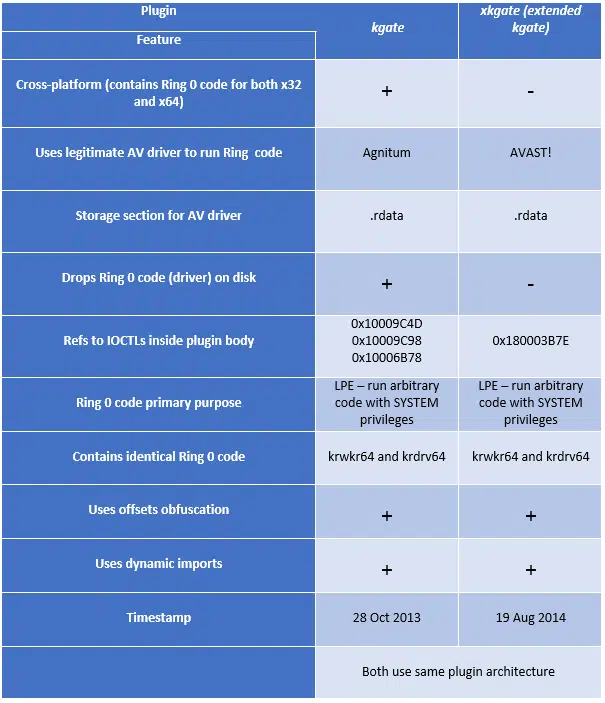 Plugin
kgate
xkgate (extended
kgate)
Feature
Cross-platform (contains Ring 0 code for both x32
and x64)
+
-
Uses legitimate AV driver to run Ring  code
Agnitum
AVAST!
Storage section for AV driver
.rdata
.rdata
Drops Ring 0 code (driver) on disk
+
-
Refs to IOCTLs inside plugin body
0x10009C4D
0x10009C98
0x10006B78
0x180003B7E
Ring 0 code primary purpose
LPE – run arbitrary
code with SYSTEM
privileges
LPE – run arbitrary
code with SYSTEM
privileges
Contains identical Ring 0 code
krwkr64 and krdrv64
krwkr64 and krdrv64
Uses offsets obfuscation
+
+
Uses dynamic imports
+
+
Timestamp
28 Oct 2013
19 Aug 2014
Both use same plugin architecture